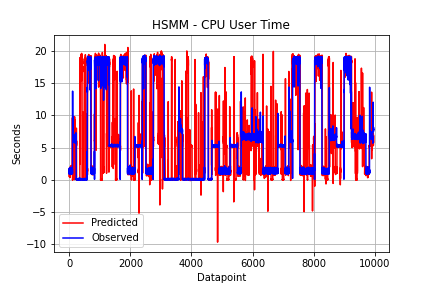 HSMM - CPU User Time
20
15
10
5
0
−5
−10
Seconds
Predicted
Observed
0
2000
4000
6000
8000
10000
Datapoint